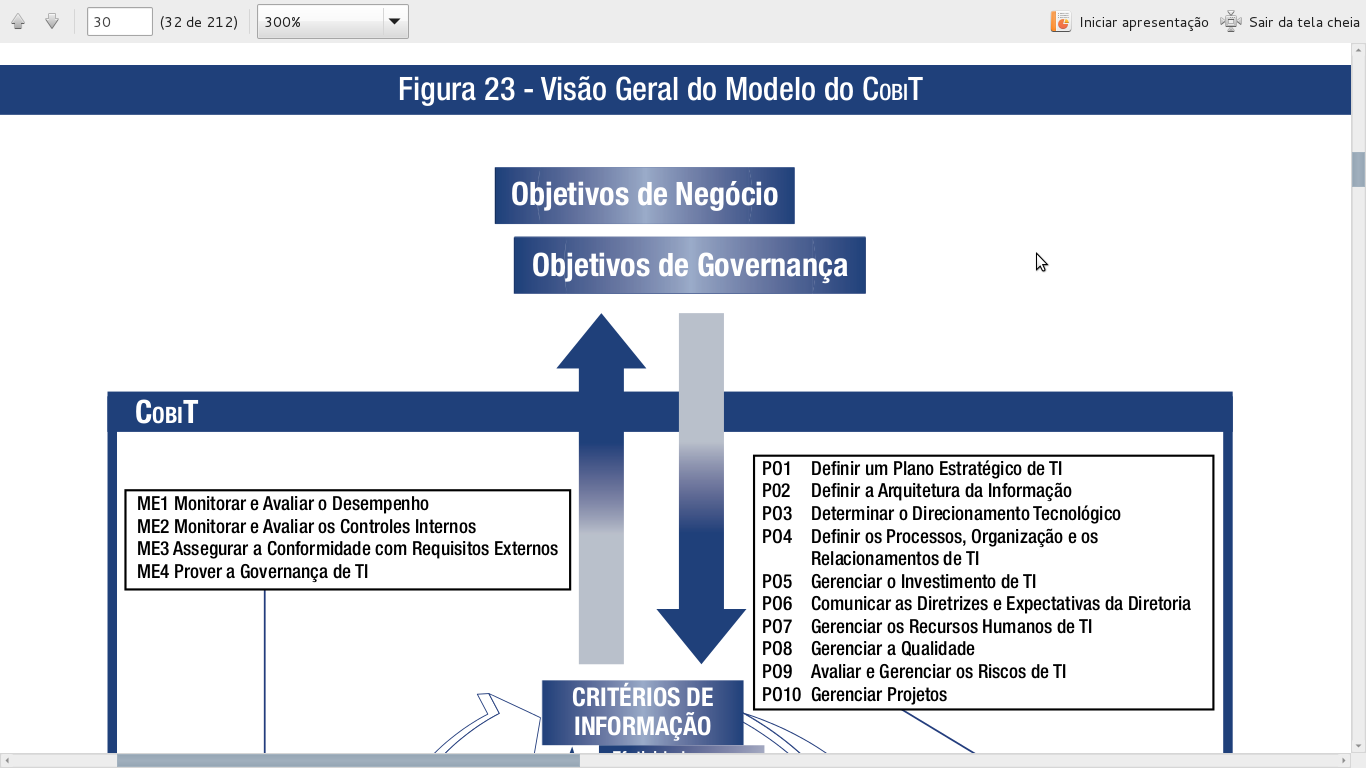 30 (32 de 212) 300% Iniciar apresentação Sair da tela cheia
Figura 23 - Visão Geral do Modelo do COBIT
Objetivos de Negócio
Objetivos de Governança
COBIT
ME1 Monitorar e Avaliar o Desempenho
ME2 Monitorar e Avaliar os Controles Internos
ME3 Assegurar a Conformidade com Requisitos Externos
ME4 Prover a Governança de TI
PO1 Definir um Plano Estratégico de TI
PO2 Definir a Arquitetura da Informação
PO3 Determinar o Direcionamento Tecnológico
PO4 Definir os Processos, Organização e os
Relacionamentos de TI
PO5 Gerenciar o Investimento de TI
PO6 Comunicar as Diretrizes e Expectativas da Diretoria
PO7 Gerenciar os Recursos Humanos de TI
PO8 Gerenciar a Qualidade
PO9 Avaliar e Gerenciar os Riscos de TI
PO10 Gerenciar Projetos
CRITÉRIOS DE
INFORMAÇÃO